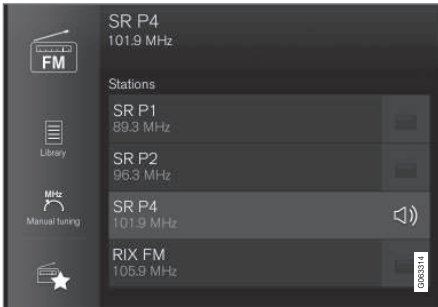 SR P4
101.9 MHz
FM
Stations
SR P1
89.3 MHz
Library
SR P2
96.3 MHz
MHz
Manual tuning
SR P4
101.9 MHz
RIX FM
105.9 MHz
G063314